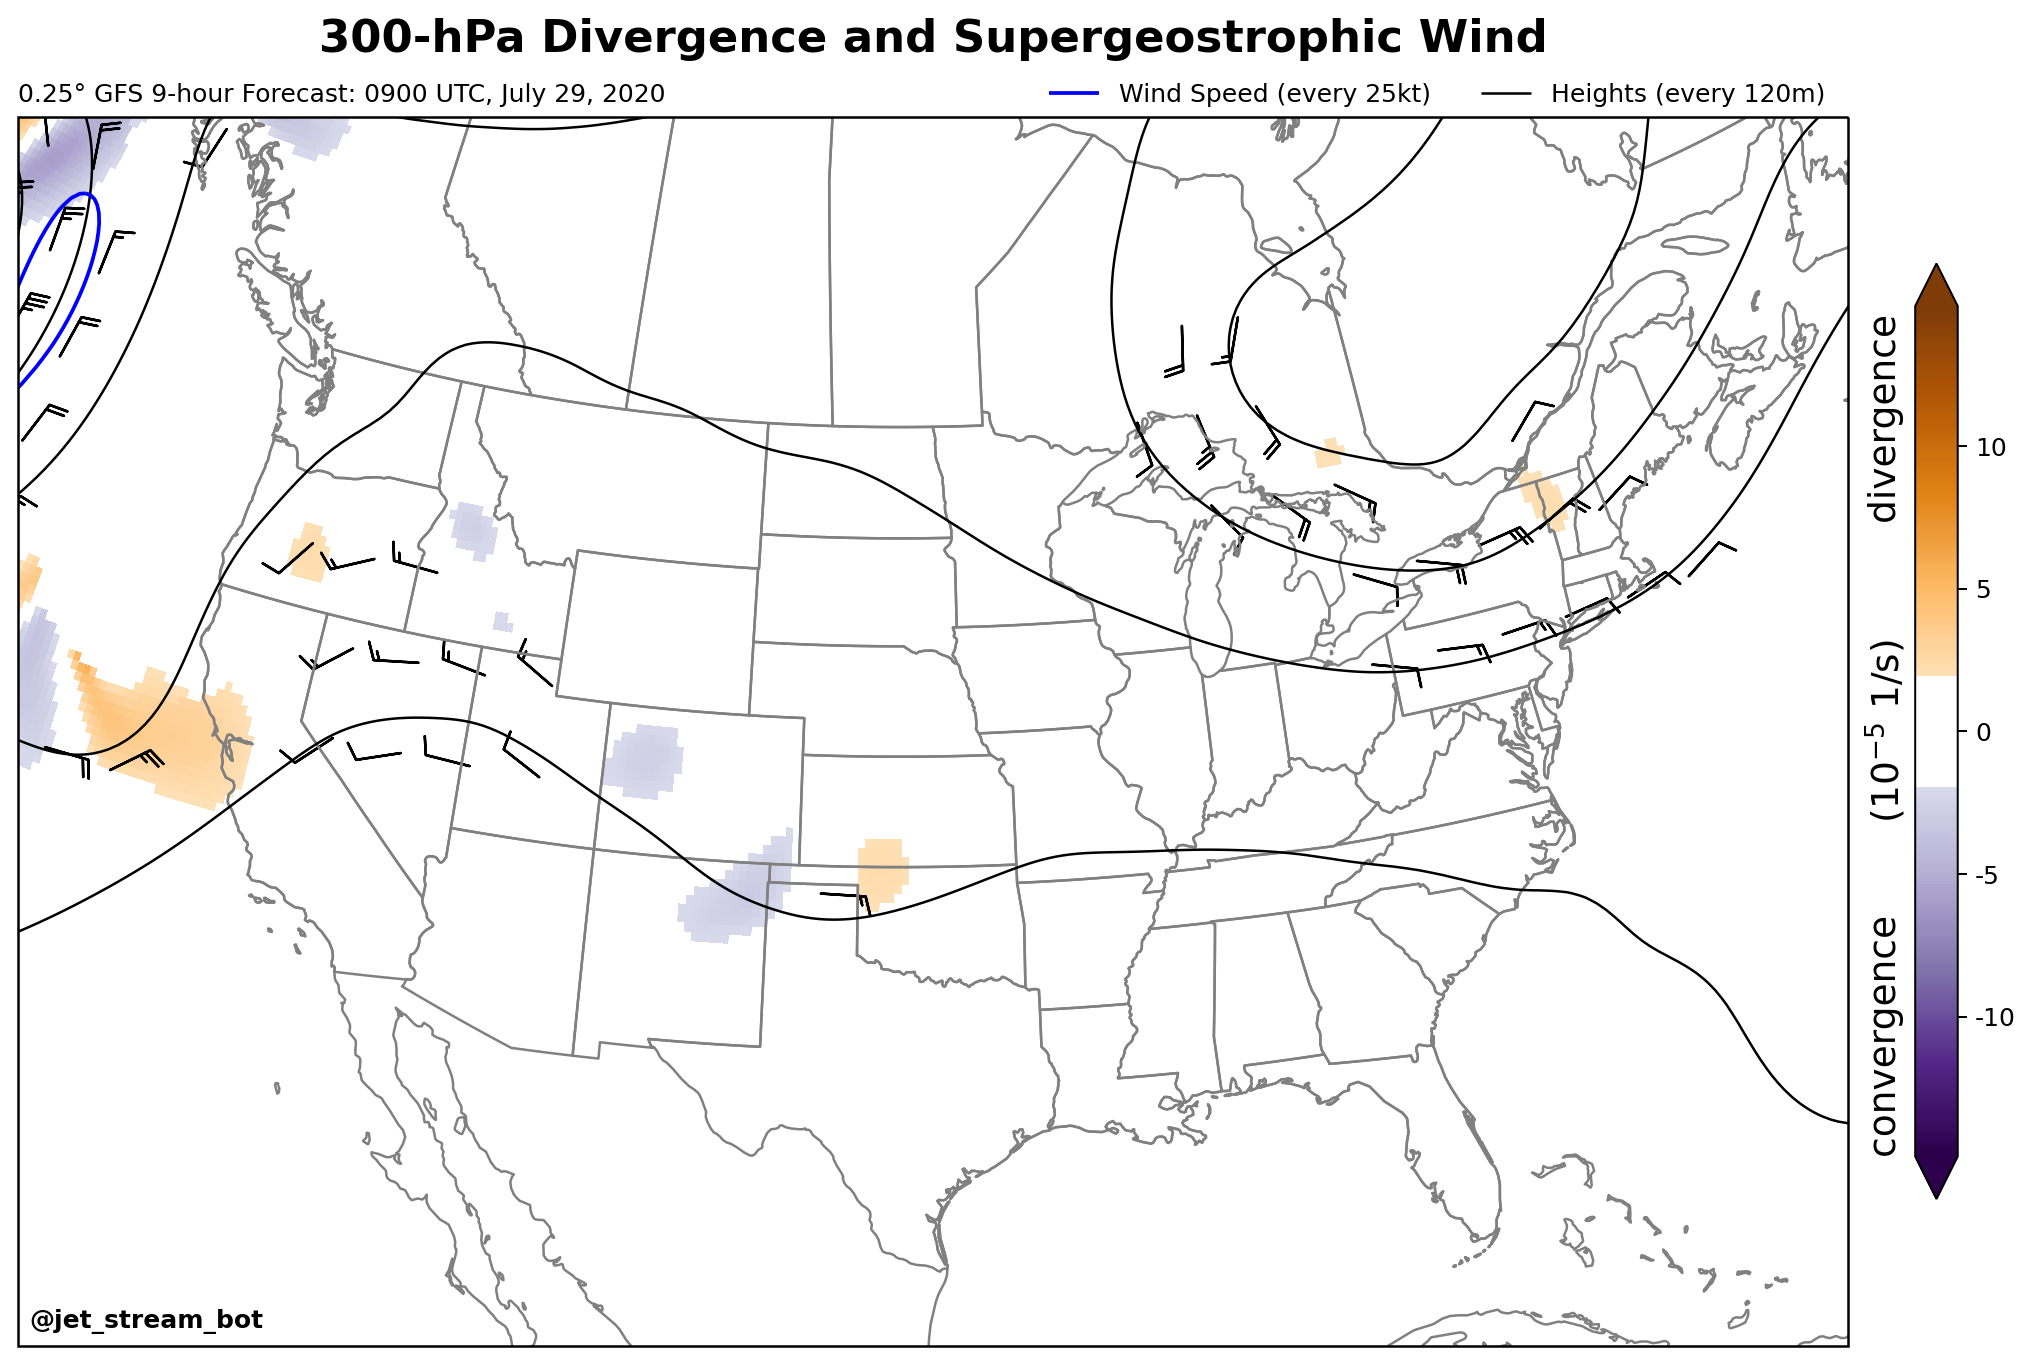 300-hPa Divergence and Supergeostrophic Wind
0.25° GFS 9-hour Forecast: 0900 UTC, July 29, 2020
Wind Speed (every 25kt)
Heights (every 120m)
divergence
(10⁻⁵ 1/s)
convergence
10
5
0
-5
-10
@jet_stream_bot